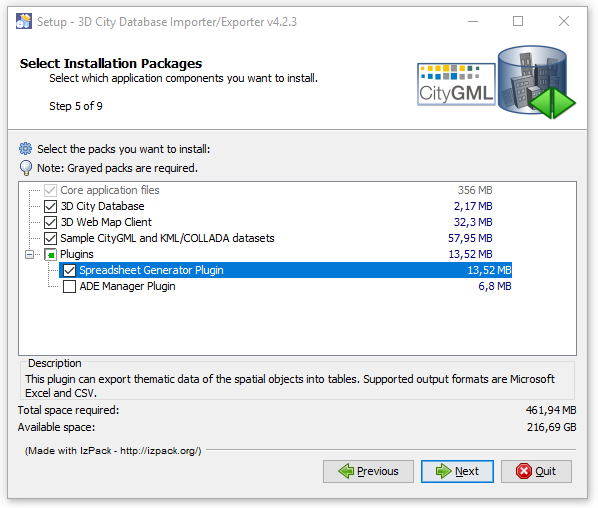 Setup - 3D City Database Importer/Exporter v4.2.3
Select Installation Packages
Select which application components you want to install.
Step 5 of 9
CityGML
Select the packs you want to install:
Note: Grayed packs are required.
Core application files 356 MB
3D City Database 2,17 MB
3D Web Map Client 32,3 MB
Sample CityGML and KML/COLLADA datasets 57,95 MB
Plugins 13,52 MB
Spreadsheet Generator Plugin 13,52 MB
ADE Manager Plugin 6,8 MB
Description
This plugin can export thematic data of the spatial objects into tables. Supported output formats are Microsoft
Excel and CSV.
Total space required: 461,94 MB
Available space: 216,69 GB
(Made with IzPack - http://izpack.org/)
Previous Next Quit